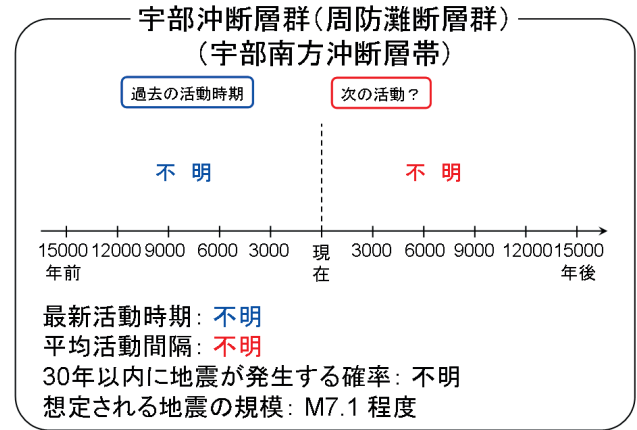 宇部沖断層群（周防灘断層群）
（宇部南方沖断層帯）
過去の活動時期 次の活動？
不 明 不 明
15000 12000 9000 6000 3000 現在 3000 6000 9000 12000 15000
年前 年後
最新活動時期： 不明
平均活動間隔： 不明
30年以内に地震が発生する確率： 不明
想定される地震の規模： M7.1 程度